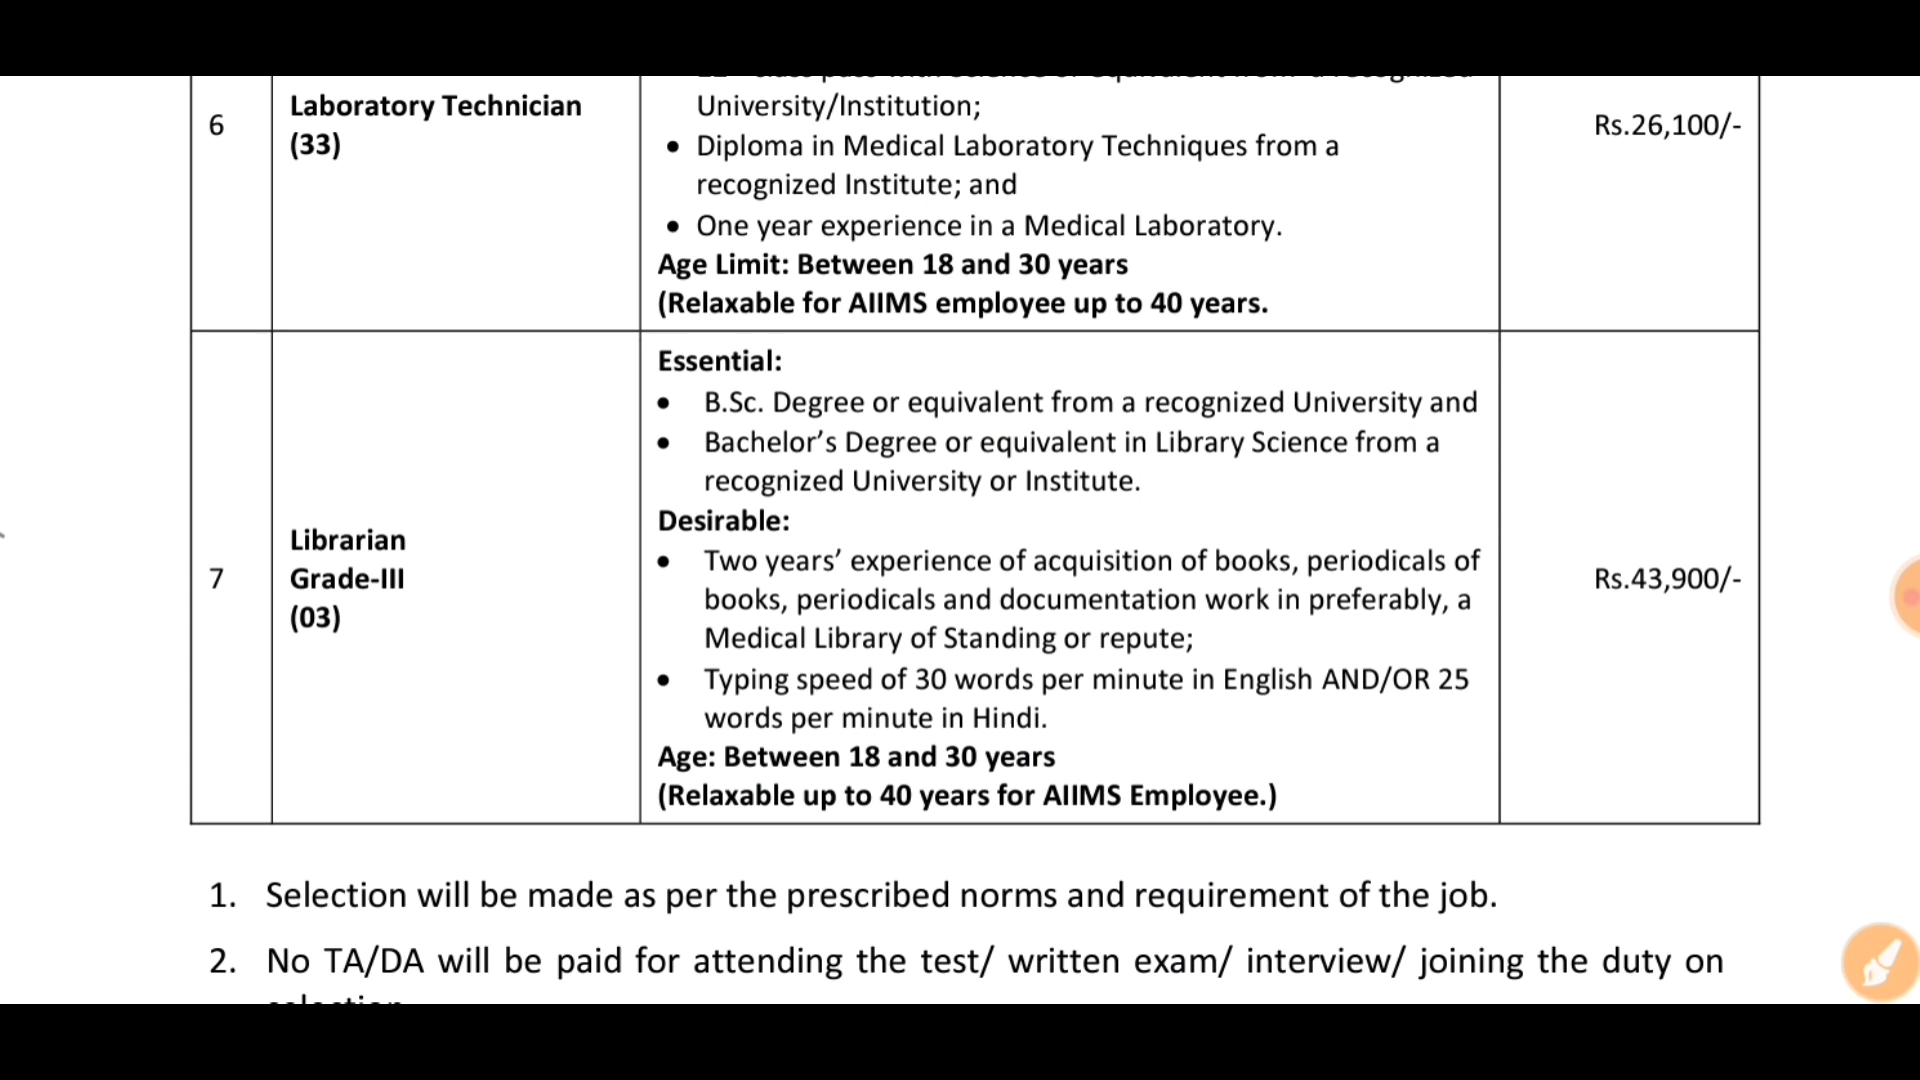 6
Laboratory Technician
(33)
University/Institution;
• Diploma in Medical Laboratory Techniques from a
recognized Institute; and
• One year experience in a Medical Laboratory.
Age Limit: Between 18 and 30 years
(Relaxable for AIIMS employee up to 40 years.
Rs.26,100/-
7
Librarian
Grade-III
(03)
Essential:
• B.Sc. Degree or equivalent from a recognized University and
• Bachelor’s Degree or equivalent in Library Science from a
recognized University or Institute.
Desirable:
• Two years’ experience of acquisition of books, periodicals of
books, periodicals and documentation work in preferably, a
Medical Library of Standing or repute;
• Typing speed of 30 words per minute in English AND/OR 25
words per minute in Hindi.
Age: Between 18 and 30 years
(Relaxable up to 40 years for AIIMS Employee.)
Rs.43,900/-
1. Selection will be made as per the prescribed norms and requirement of the job.
2. No TA/DA will be paid for attending the test/ written exam/ interview/ joining the duty on